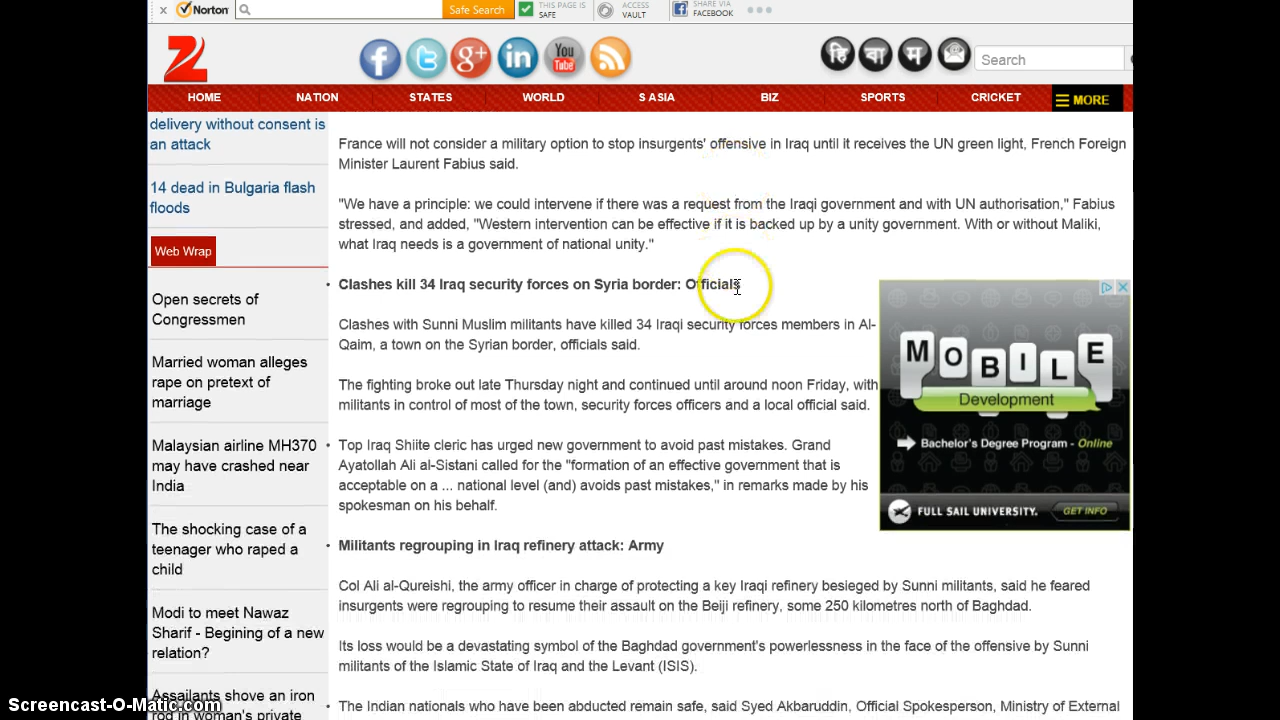 Norton
Safe Search
THIS PAGE IS
SAFE
ACCESS
VAULT
SHARE VIA
FACEBOOK
Z
f
t
g+
in
You
Tube
हि
बा
म
Search
HOME
NATION
STATES
WORLD
S ASIA
BIZ
SPORTS
CRICKET
MORE
delivery without consent is
an attack
14 dead in Bulgaria flash
floods
Web Wrap
Open secrets of
Congressmen
Married woman alleges
rape on pretext of
marriage
Malaysian airline MH370
may have crashed near
India
The shocking case of a
teenager who raped a
child
Modi to meet Nawaz
Sharif - Begining of a new
relation?
Assailants shove an iron
rod in woman's private
France will not consider a military option to stop insurgents' offensive in Iraq until it receives the UN green light, French Foreign
Minister Laurent Fabius said.
"We have a principle: we could intervene if there was a request from the Iraqi government and with UN authorisation," Fabius
stressed, and added, "Western intervention can be effective if it is backed up by a unity government. With or without Maliki,
what Iraq needs is a government of national unity."
Clashes kill 34 Iraq security forces on Syria border: Officials
Clashes with Sunni Muslim militants have killed 34 Iraqi security forces members in Al-
Qaim, a town on the Syrian border, officials said.
The fighting broke out late Thursday night and continued until around noon Friday, with
militants in control of most of the town, security forces officers and a local official said.
Top Iraq Shiite cleric has urged new government to avoid past mistakes. Grand
Ayatollah Ali al-Sistani called for the "formation of an effective government that is
acceptable on a ... national level (and) avoids past mistakes," in remarks made by his
spokesman on his behalf.
Militants regrouping in Iraq refinery attack: Army
Col Ali al-Qureishi, the army officer in charge of protecting a key Iraqi refinery besieged by Sunni militants, said he feared
insurgents were regrouping to resume their assault on the Beiji refinery, some 250 kilometres north of Baghdad.
Its loss would be a devastating symbol of the Baghdad government's powerlessness in the face of the offensive by Sunni
militants of the Islamic State of Iraq and the Levant (ISIS).
The Indian nationals who have been abducted remain safe, said Syed Akbaruddin, Official Spokesperson, Ministry of External
MOBILE
Development
Bachelor's Degree Program - Online
FULL SAIL UNIVERSITY.
GET INFO
Screencast-O-Matic.com